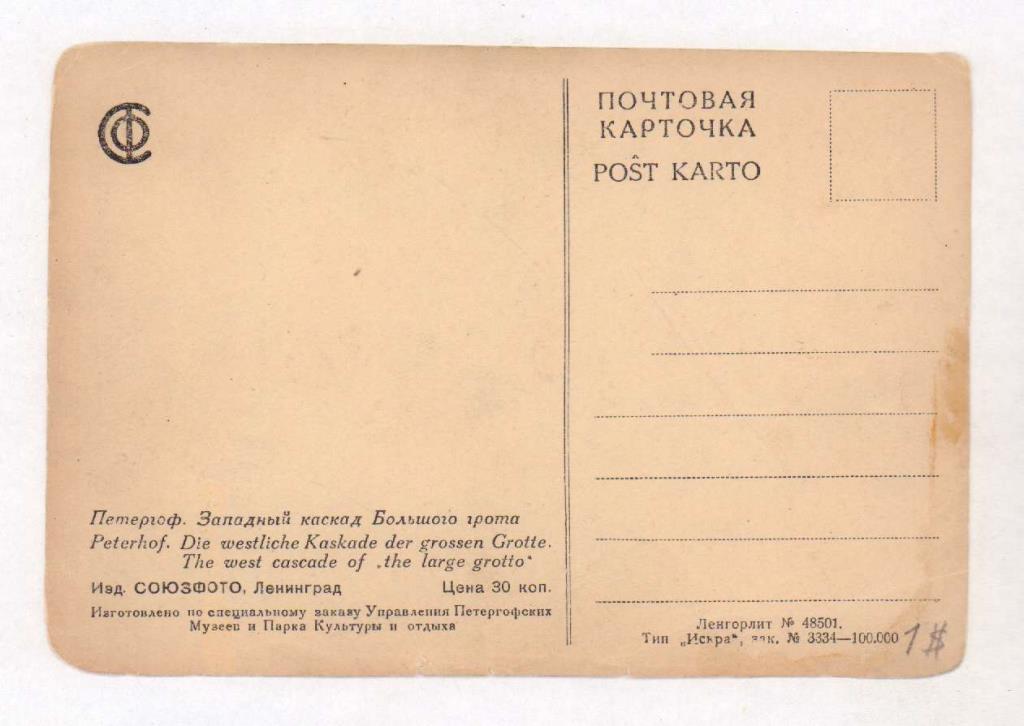 ПОЧТОВАЯ
КАРТОЧКА
POŜT KARTO
Петергоф. Западный каскад Большого грота
Peterhof. Die westliche Kaskade der grossen Grotte.
The west cascade of „the large grotto“
Изд. СОЮЗФОТО, Ленинград Цена 30 коп.
Изготовлено по специальному заказу Управления Петергофских
Музеев и Парка Культуры и отдыха
Ленгорлит № 48501.
Тип „Искра“, зак. № 3334—100.000 1$